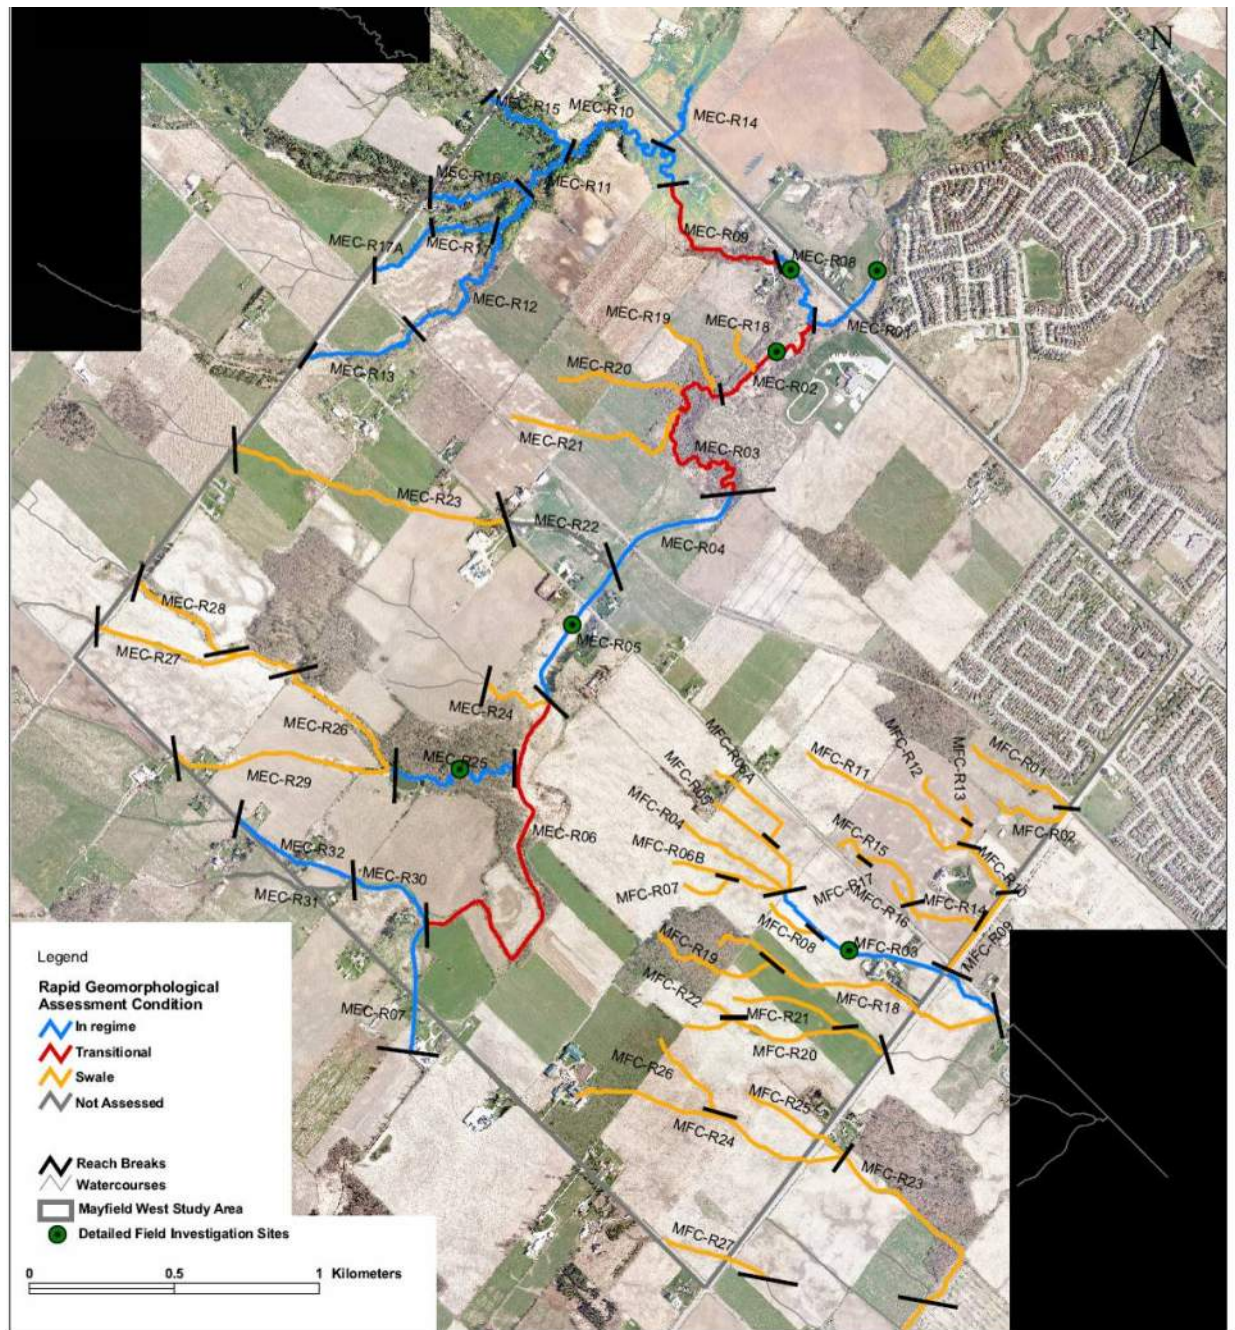 N
MEC-R15
MEC-R10
MEC-R14
MEC-R16
MEC-R11
MEC-R09
MEC-R17A
MEC-R17
MEC-R08
MEC-R12
MEC-R01
MEC-R19
MEC-R18
MEC-R13
MEC-R20
MEC-R02
MEC-R21
MEC-R03
MEC-R23
MEC-R22
MEC-R04
MEC-R28
MEC-R05
MEC-R27
MEC-R24
MEC-R26
MEC-R25
MEC-R29
MEC-R06
MEC-R32
MEC-R30
MEC-R31
MEC-R07
MFC-R06A
MFC-R05
MFC-R11
MFC-R12
MFC-R13
MFC-R01
MFC-R04
MFC-R02
MFC-R06B
MFC-R15
MFC-R07
MFC-R17
MFC-R10
MFC-R16
MFC-R14
MFC-R08
MFC-R03
MFC-R09
MFC-R19
MFC-R18
MFC-R22
MFC-R21
MFC-R20
MFC-R26
MFC-R25
MFC-R24
MFC-R23
MFC-R27
Legend
Rapid Geomorphological
Assessment Condition
In regime
Transitional
Swale
Not Assessed
Reach Breaks
Watercourses
Mayfield West Study Area
Detailed Field Investigation Sites
0 0.5 1 Kilometers